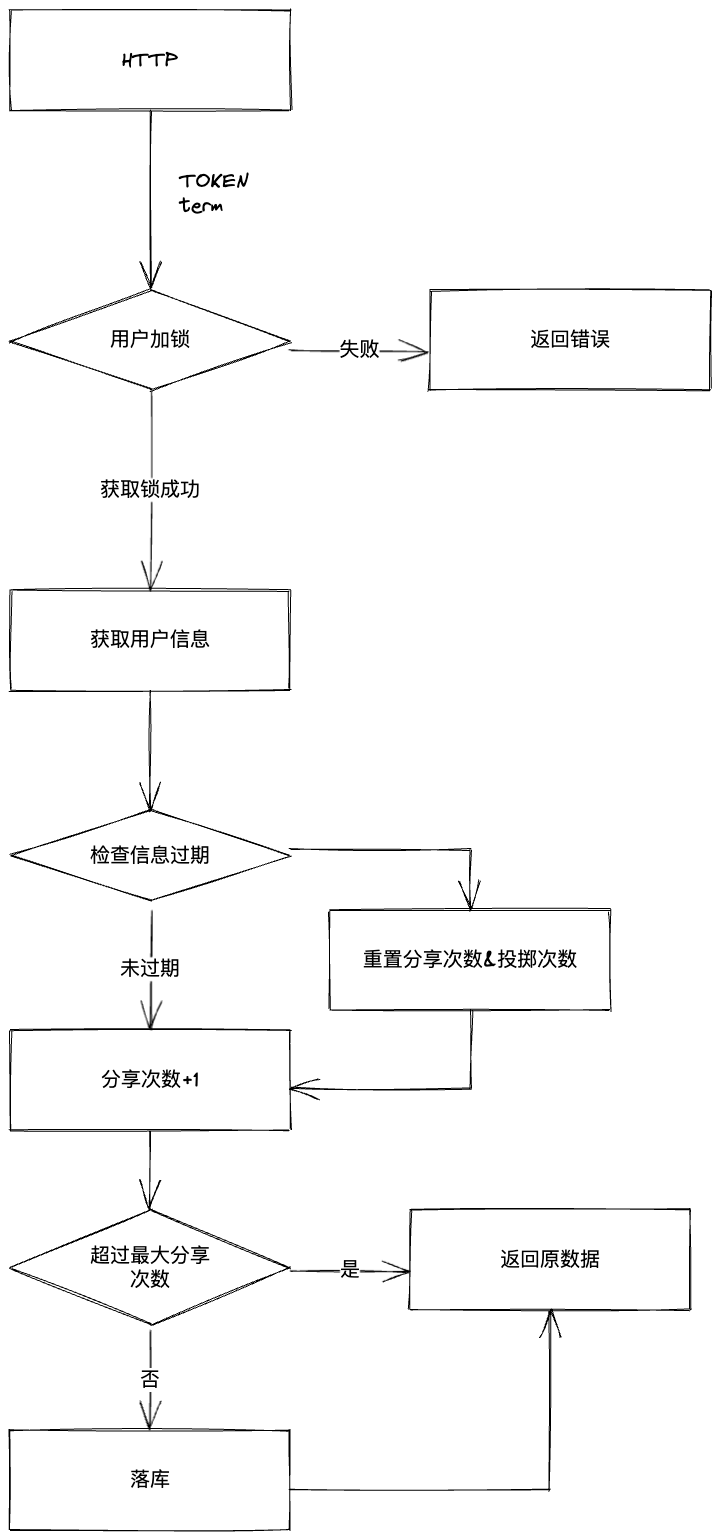 HTTP
TOKEN
term
用户加锁
失败
返回错误
获取锁成功
获取用户信息
检查信息过期
重置分享次数&投掷次数
未过期
分享次数+1
超过最大分享
次数
是
返回原数据
否
落库